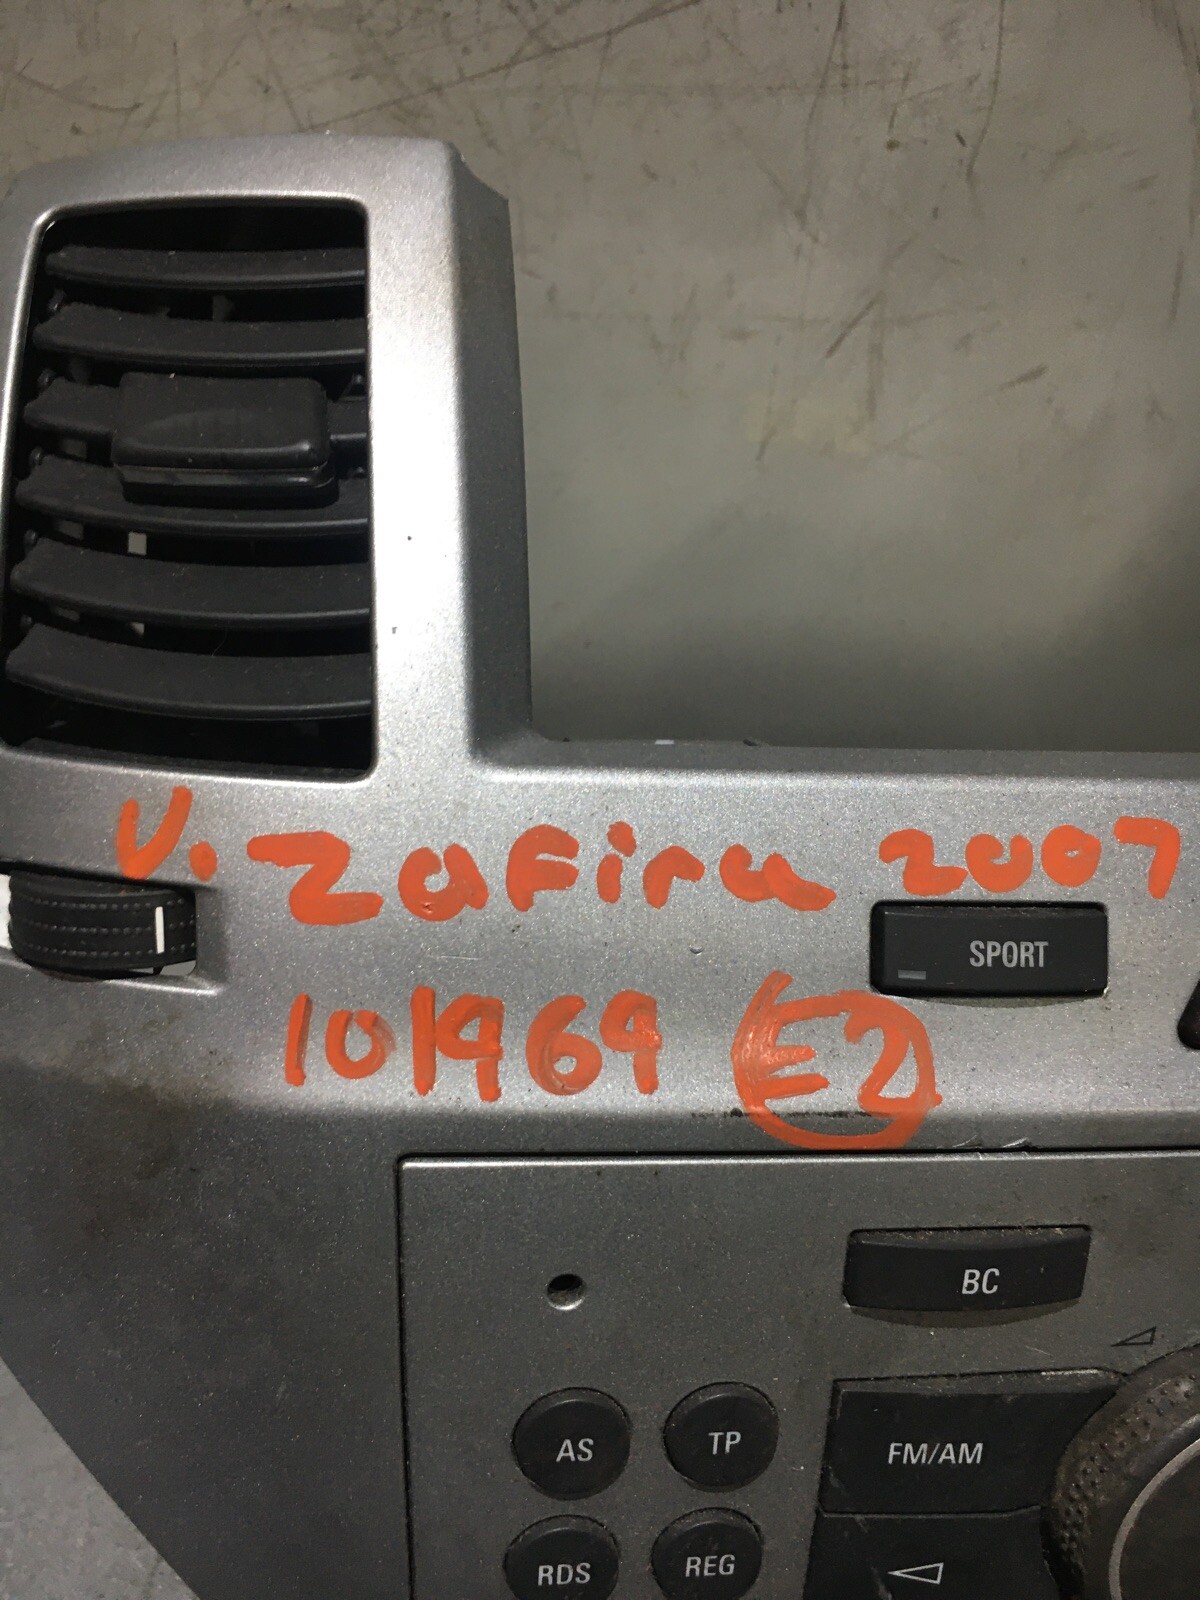 V. Zafira 2007
SPORT
101969 E2
BC
AS TP FM/AM
RDS REG